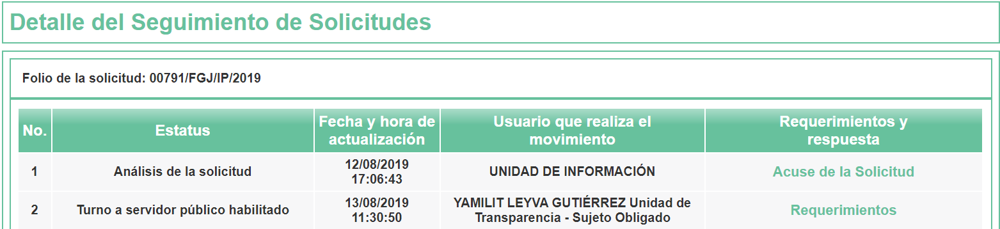 Detalle del Seguimiento de Solicitudes
Folio de la solicitud: 00791/FGJ/IP/2019
No.
Estatus
Fecha y hora de
actualización
Usuario que realiza el
movimiento
Requerimientos y
respuesta
1
Análisis de la solicitud
12/08/2019
17:06:43
UNIDAD DE INFORMACIÓN
Acuse de la Solicitud
2
Turno a servidor público habilitado
13/08/2019
11:30:50
YAMILIT LEYVA GUTIÉRREZ Unidad de
Transparencia - Sujeto Obligado
Requerimientos